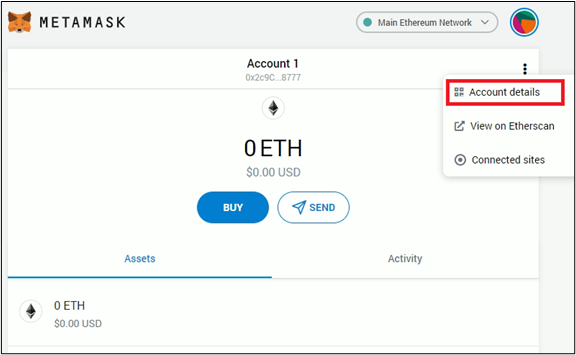 METAMASK
Main Ethereum Network
Account 1
0x2c9C...8777
Account details
View on Etherscan
Connected sites
0 ETH
$0.00 USD
BUY
SEND
Assets
Activity
0 ETH
$0.00 USD